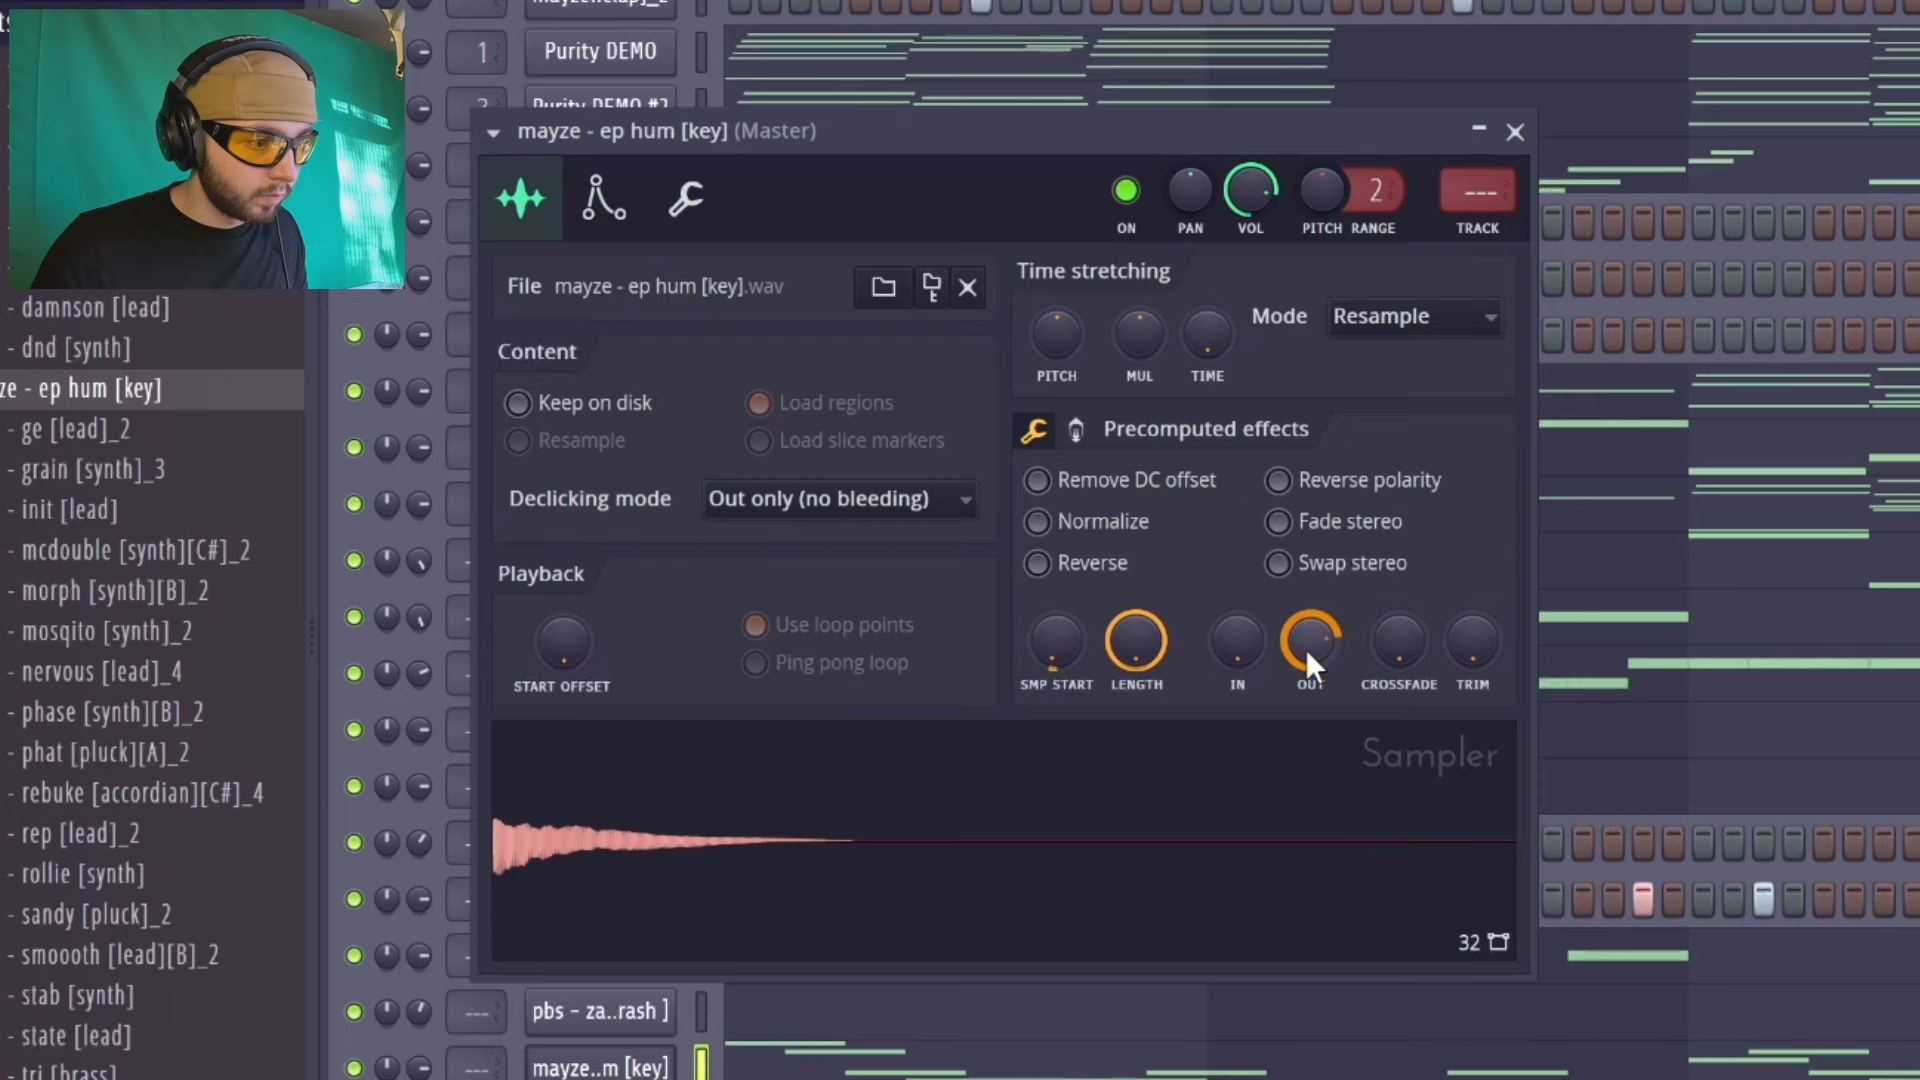 1
Purity DEMO
Purity DEMO #2
mayze - ep hum [key] (Master)
ON
PAN
VOL
PITCH
2
RANGE
---
TRACK
File mayze - ep hum [key].wav
Content
Keep on disk
Load regions
Resample
Load slice markers
Declicking mode Out only (no bleeding)
Playback
Use loop points
Ping pong loop
START OFFSET
Time stretching
Mode Resample
PITCH
MUL
TIME
Precomputed effects
Remove DC offset
Reverse polarity
Normalize
Fade stereo
Reverse
Swap stereo
SMP START
LENGTH
IN
OUT
CROSSFADE
TRIM
Sampler
32
- damnson [lead]
- dnd [synth]
ze - ep hum [key]
- ge [lead]_2
- grain [synth]_3
- init [lead]
- mcdouble [synth][C#]_2
- morph [synth][B]_2
- mosqito [synth]_2
- nervous [lead]_4
- phase [synth][B]_2
- phat [pluck][A]_2
- rebuke [accordian][C#]_4
- rep [lead]_2
- rollie [synth]
- sandy [pluck]_2
- smoooth [lead][B]_2
- stab [synth]
- state [lead]
- tri [brass]
--- pbs - za..rash ]
--- mayze..m [key]